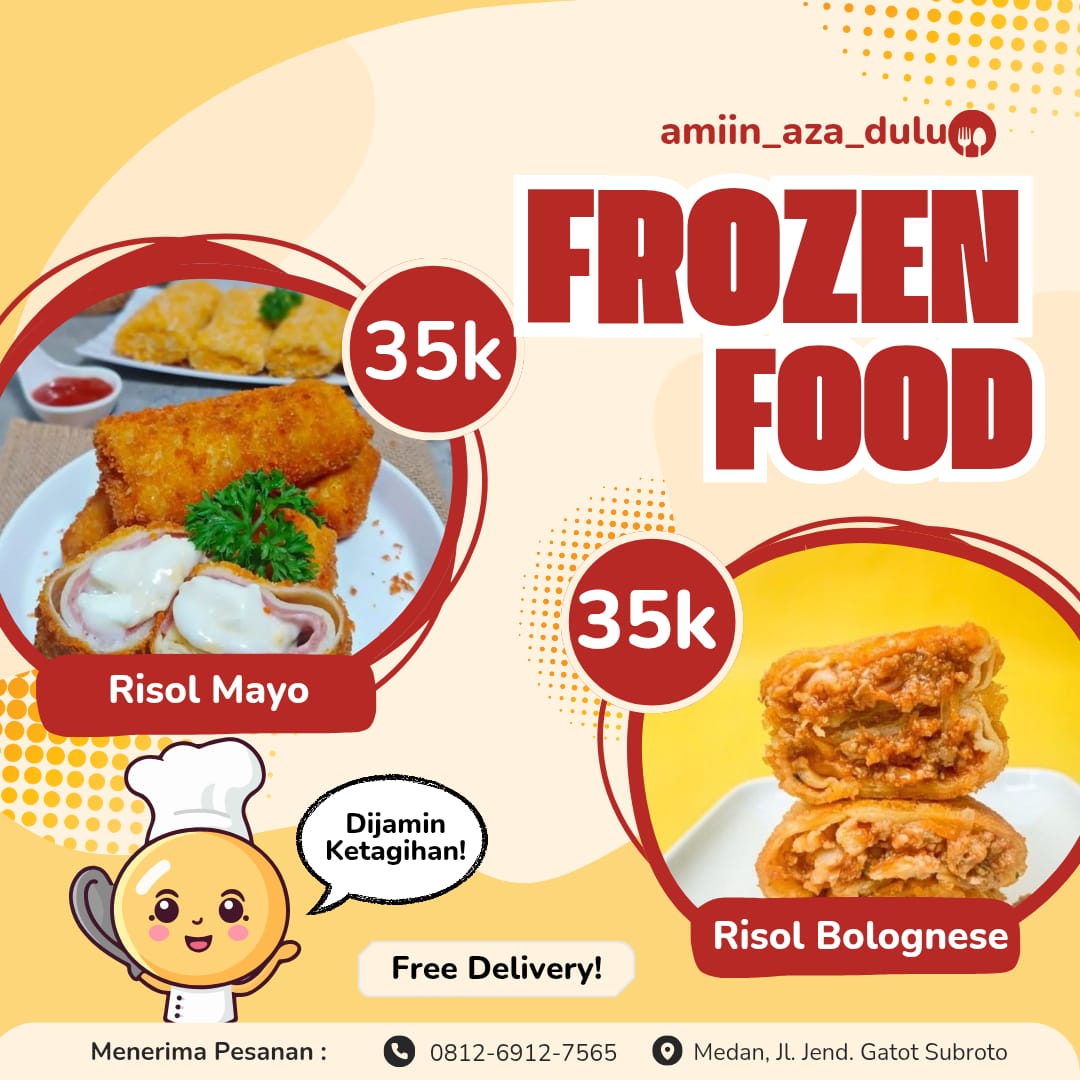 amiin_aza_dulu
FROZEN
FOOD
35k
Risol Mayo
35k
Risol Bolognese
Dijamin
Ketagihan!
Free Delivery!
Menerima Pesanan :
0812-6912-7565
Medan, Jl. Jend. Gatot Subroto